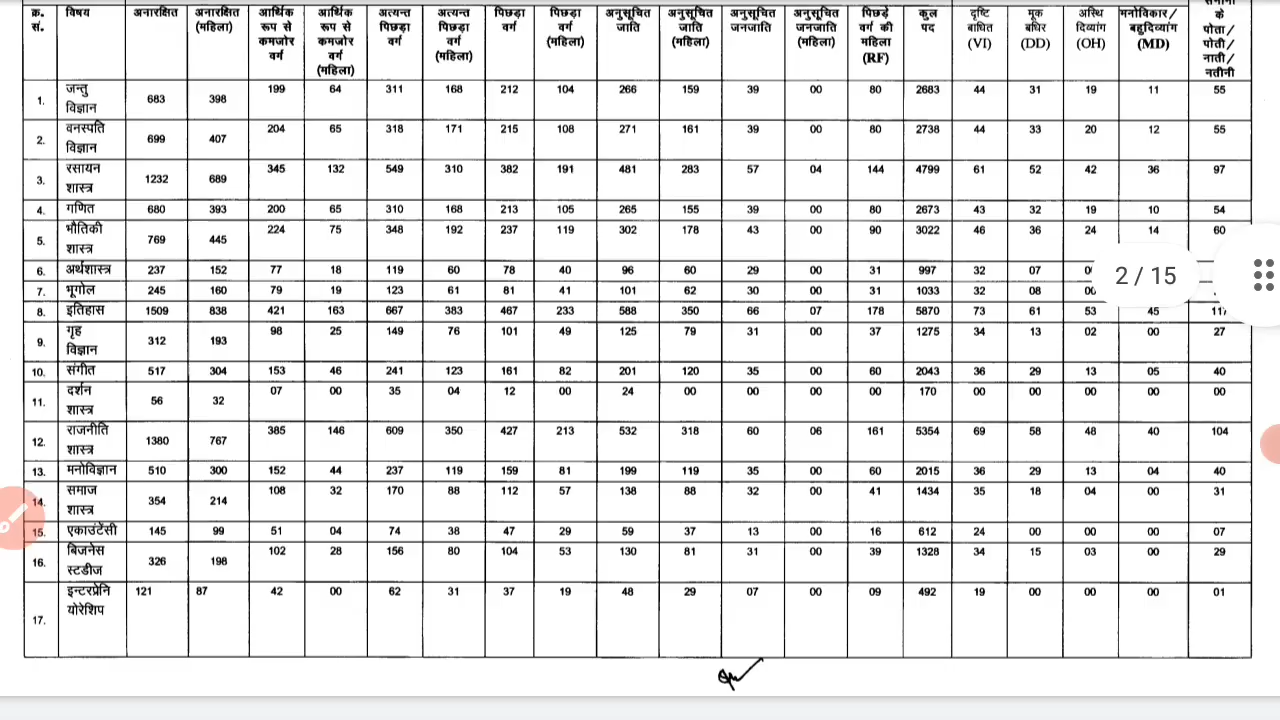 क्र. सं. विषय अनारक्षित अनारक्षित (महिला) आर्थिक रूप से कमजोर वर्ग आर्थिक रूप से कमजोर वर्ग (महिला) अत्यन्त पिछड़ा वर्ग अत्यन्त पिछड़ा वर्ग (महिला) पिछड़ा वर्ग पिछड़ा वर्ग (महिला) अनुसूचित जाति अनुसूचित जाति (महिला) अनुसूचित जनजाति अनुसूचित जनजाति (महिला) पिछड़े वर्ग की महिला (RF) कुल पद दृष्टि बाधित (VI) मूक बधिर (DD) अस्थि दिव्यांग (OH) मनोविकार/ बहुदिव्यांग (MD) के पोता/ पोती/ नाती/ नतीनी
1. जन्तु विज्ञान 683 398 199 64 311 168 212 104 266 159 39 00 80 2683 44 31 19 11 55
2. वनस्पति विज्ञान 699 407 204 65 318 171 215 108 271 161 39 00 80 2738 44 33 20 12 55
3. रसायन शास्त्र 1232 689 345 132 549 310 382 191 481 283 57 04 144 4799 61 52 42 36 97
4. गणित 680 393 200 65 310 168 213 105 265 155 39 00 80 2673 43 32 19 10 54
5. भौतिकी शास्त्र 769 445 224 75 348 192 237 119 302 178 43 00 90 3022 46 36 24 14 60
6. अर्थशास्त्र 237 152 77 18 119 60 78 40 96 60 29 00 31 997 32 07
7. भूगोल 245 160 79 19 123 61 81 41 101 62 30 00 31 1033 32 08
8. इतिहास 1509 838 421 163 667 383 467 233 588 350 66 07 178 5870 73 61 53 45 117
9. गृह विज्ञान 312 193 98 25 149 76 101 49 125 79 31 00 37 1275 34 13 02 00 27
10. संगीत 517 304 153 46 241 123 161 82 201 120 35 00 60 2043 36 29 13 05 40
11. दर्शन शास्त्र 56 32 07 00 35 04 12 00 24 00 00 00 00 170 00 00 00 00 00
12. राजनीति शास्त्र 1380 767 385 146 609 350 427 213 532 318 60 06 161 5354 69 58 48 40 104
13. मनोविज्ञान 510 300 152 44 237 119 159 81 199 119 35 00 60 2015 36 29 13 04 40
14. समाज शास्त्र 354 214 108 32 170 88 112 57 138 88 32 00 41 1434 35 18 04 00 31
15. एकाउंटेंसी 145 99 51 04 74 38 47 29 59 37 13 00 16 612 24 00 00 00 07
16. बिजनेस स्टडीज 326 198 102 28 156 80 104 53 130 81 31 00 39 1328 34 15 03 00 29
17. इन्टरप्रेनि योरेशिप 121 87 42 00 62 31 37 19 48 29 07 00 09 492 19 00 00 00 01
2 / 15